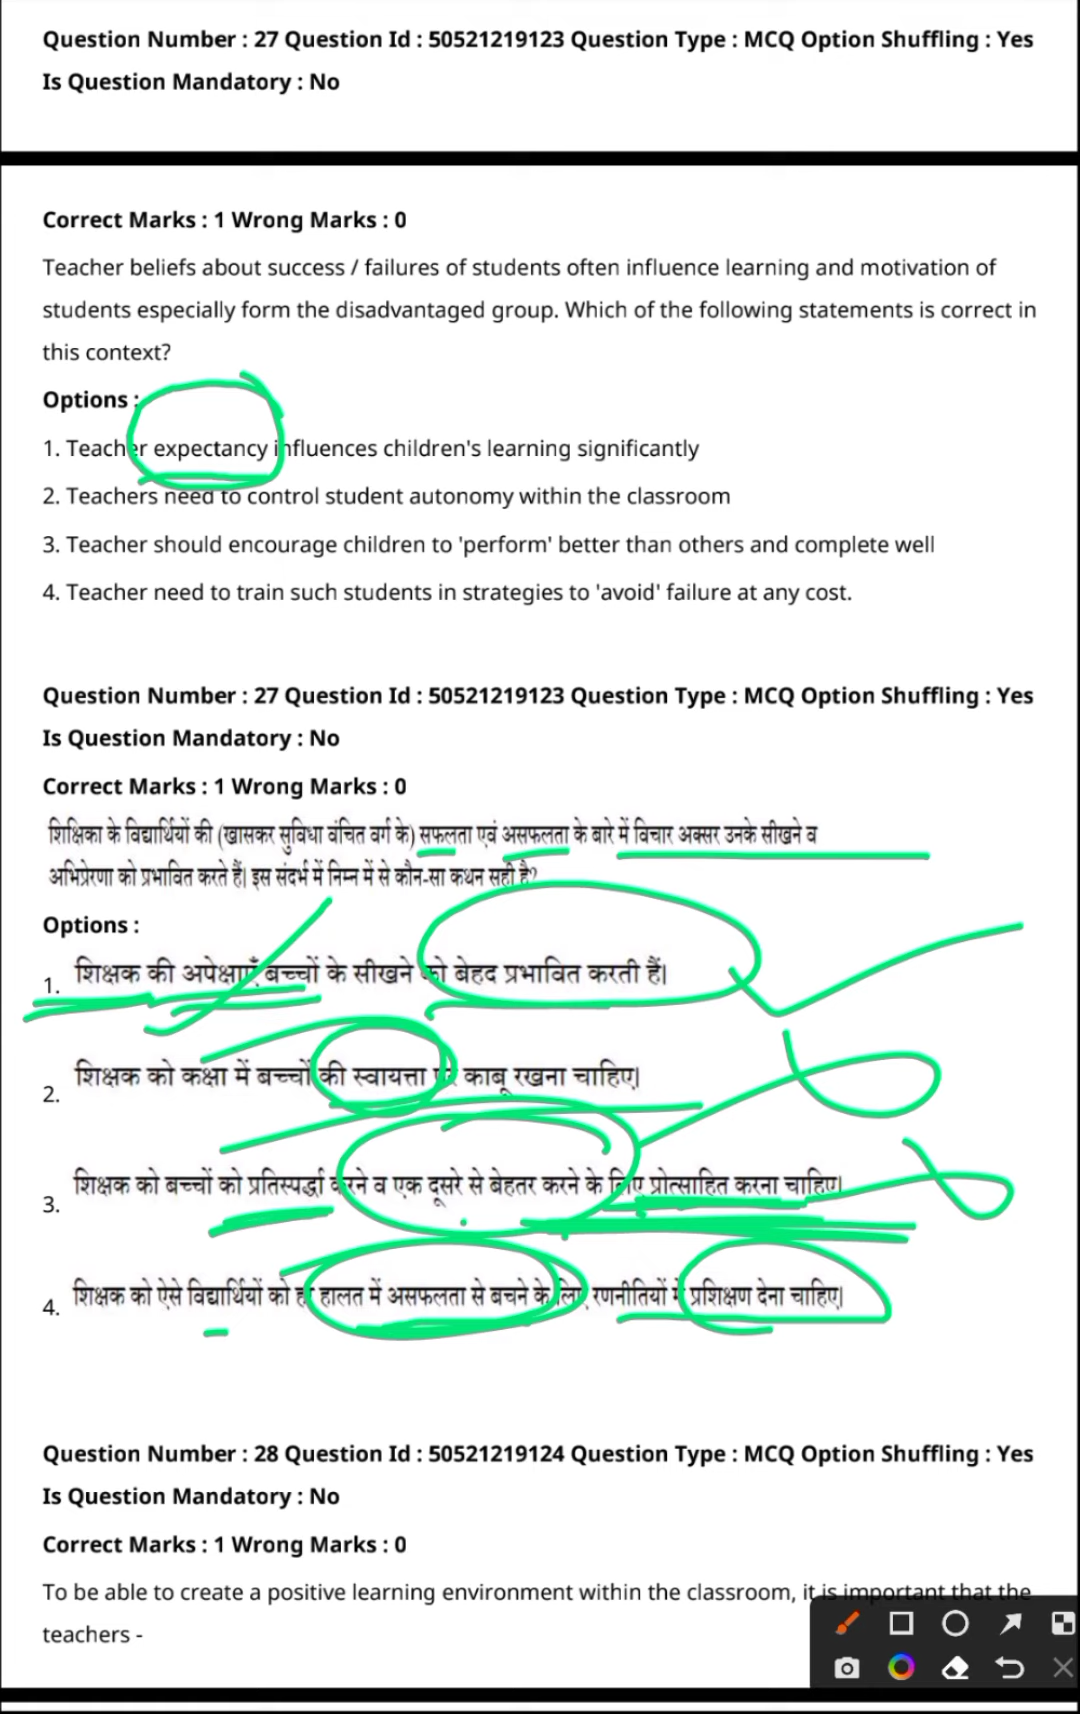 Question Number : 27 Question Id : 50521219123 Question Type : MCQ Option Shuffling : Yes
Is Question Mandatory : No
Correct Marks : 1 Wrong Marks : 0
Teacher beliefs about success / failures of students often influence learning and motivation of
students especially form the disadvantaged group. Which of the following statements is correct in
this context?
Options :
1. Teacher expectancy influences children's learning significantly
2. Teachers need to control student autonomy within the classroom
3. Teacher should encourage children to 'perform' better than others and complete well
4. Teacher need to train such students in strategies to 'avoid' failure at any cost.
Question Number : 27 Question Id : 50521219123 Question Type : MCQ Option Shuffling : Yes
Is Question Mandatory : No
Correct Marks : 1 Wrong Marks : 0
शिक्षिका के विद्यार्थियों की (खासकर सुविधा वंचित वर्ग के) सफलता एवं असफलता के बारे में विचार अक्सर उनके सीखने व
अभिप्रेरणा को प्रभावित करते हैं। इस संदर्भ में निम्न में से कौन-सा कथन सही है?
Options :
1. शिक्षक की अपेक्षाएँ बच्चों के सीखने को बेहद प्रभावित करती हैं।
2. शिक्षक को कक्षा में बच्चों की स्वायत्ता पर काबू रखना चाहिए।
3. शिक्षक को बच्चों को प्रतिस्पर्द्धा करने व एक दूसरे से बेहतर करने के लिए प्रोत्साहित करना चाहिए।
4. शिक्षक को ऐसे विद्यार्थियों को हर हालत में असफलता से बचने के लिए रणनीतियों में प्रशिक्षण देना चाहिए।
Question Number : 28 Question Id : 50521219124 Question Type : MCQ Option Shuffling : Yes
Is Question Mandatory : No
Correct Marks : 1 Wrong Marks : 0
To be able to create a positive learning environment within the classroom, it is important that the
teachers -